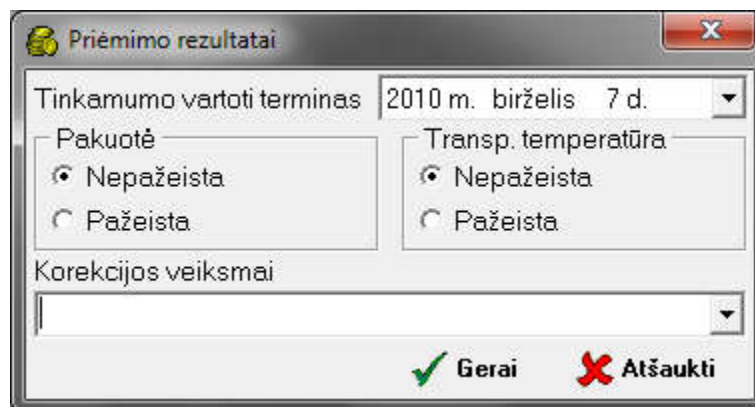 Priėmimo rezultatai
Tinkamumo vartoti terminas 2010 m. birželis 7 d.
Pakuotė Transp. temperatūra
Nepažeista Nepažeista
Pažeista Pažeista
Korekcijos veiksmai
Gerai Atšaukti